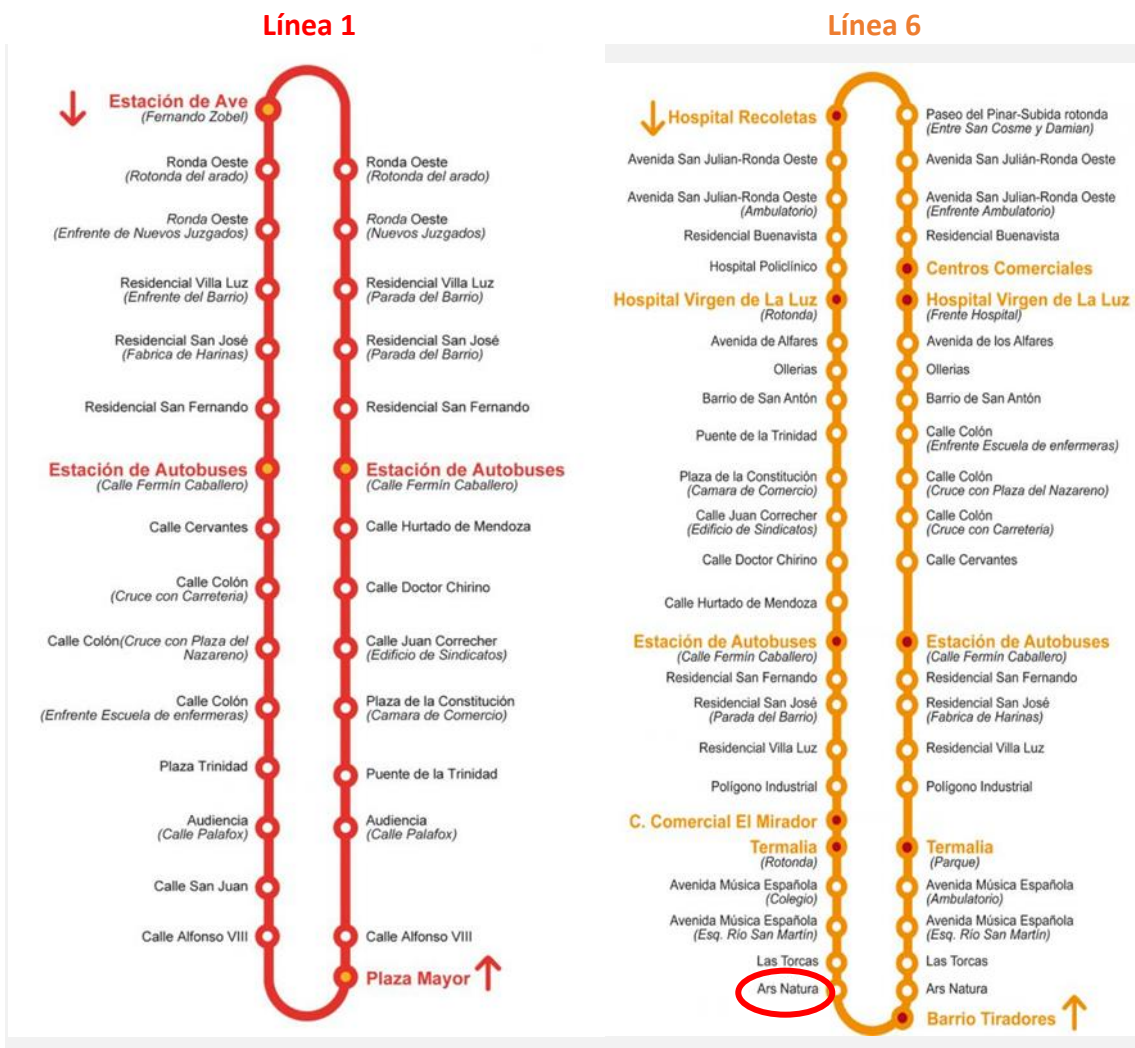 Línea 1
Estación de Ave
(Fernando Zobel)
Ronda Oeste
(Rotonda del arado)
Ronda Oeste
(Enfrente de Nuevos Juzgados)
Residencial Villa Luz
(Enfrente del Barrio)
Residencial San José
(Fabrica de Harinas)
Residencial San Fernando
Estación de Autobuses
(Calle Fermín Caballero)
Calle Cervantes
Calle Colón
(Cruce con Carreteria)
Calle Colón(Cruce con Plaza del
Nazareno)
Calle Colón
(Enfrente Escuela de enfermeras)
Plaza Trinidad
Audiencia
(Calle Palafox)
Calle San Juan
Calle Alfonso VIII
Ronda Oeste
(Rotonda del arado)
Ronda Oeste
(Nuevos Juzgados)
Residencial Villa Luz
(Parada del Barrio)
Residencial San José
(Parada del Barrio)
Residencial San Fernando
Estación de Autobuses
(Calle Fermín Caballero)
Calle Hurtado de Mendoza
Calle Doctor Chirino
Calle Juan Correcher
(Edificio de Sindicatos)
Plaza de la Constitución
(Camara de Comercio)
Puente de la Trinidad
Audiencia
(Calle Palafox)
Calle Alfonso VIII
Plaza Mayor
Línea 6
Hospital Recoletas
Avenida San Julian-Ronda Oeste
Avenida San Julian-Ronda Oeste
(Ambulatorio)
Residencial Buenavista
Hospital Policlínico
Hospital Virgen de La Luz
(Rotonda)
Avenida de Alfares
Ollerias
Barrio de San Antón
Puente de la Trinidad
Plaza de la Constitución
(Camara de Comercio)
Calle Juan Correcher
(Edificio de Sindicatos)
Calle Doctor Chirino
Calle Hurtado de Mendoza
Estación de Autobuses
(Calle Fermín Caballero)
Residencial San Fernando
Residencial San José
(Parada del Barrio)
Residencial Villa Luz
Polígono Industrial
C. Comercial El Mirador
Termalia
(Rotonda)
Avenida Música Española
(Colegio)
Avenida Música Española
(Esq. Río San Martín)
Las Torcas
Ars Natura
Paseo del Pinar-Subida rotonda
(Entre San Cosme y Damian)
Avenida San Julián-Ronda Oeste
Avenida San Julian-Ronda Oeste
(Enfrente Ambulatorio)
Residencial Buenavista
Centros Comerciales
Hospital Virgen de La Luz
(Frente Hospital)
Avenida de los Alfares
Ollerias
Barrio de San Antón
Calle Colón
(Enfrente Escuela de enfermeras)
Calle Colón
(Cruce con Plaza del Nazareno)
Calle Colón
(Cruce con Carreteria)
Calle Cervantes
Estación de Autobuses
(Calle Fermín Caballero)
Residencial San Fernando
Residencial San José
(Fabrica de Harinas)
Residencial Villa Luz
Polígono Industrial
Termalia
(Parque)
Avenida Música Española
(Ambulatorio)
Avenida Música Española
(Esq. Río San Martín)
Las Torcas
Ars Natura
Barrio Tiradores